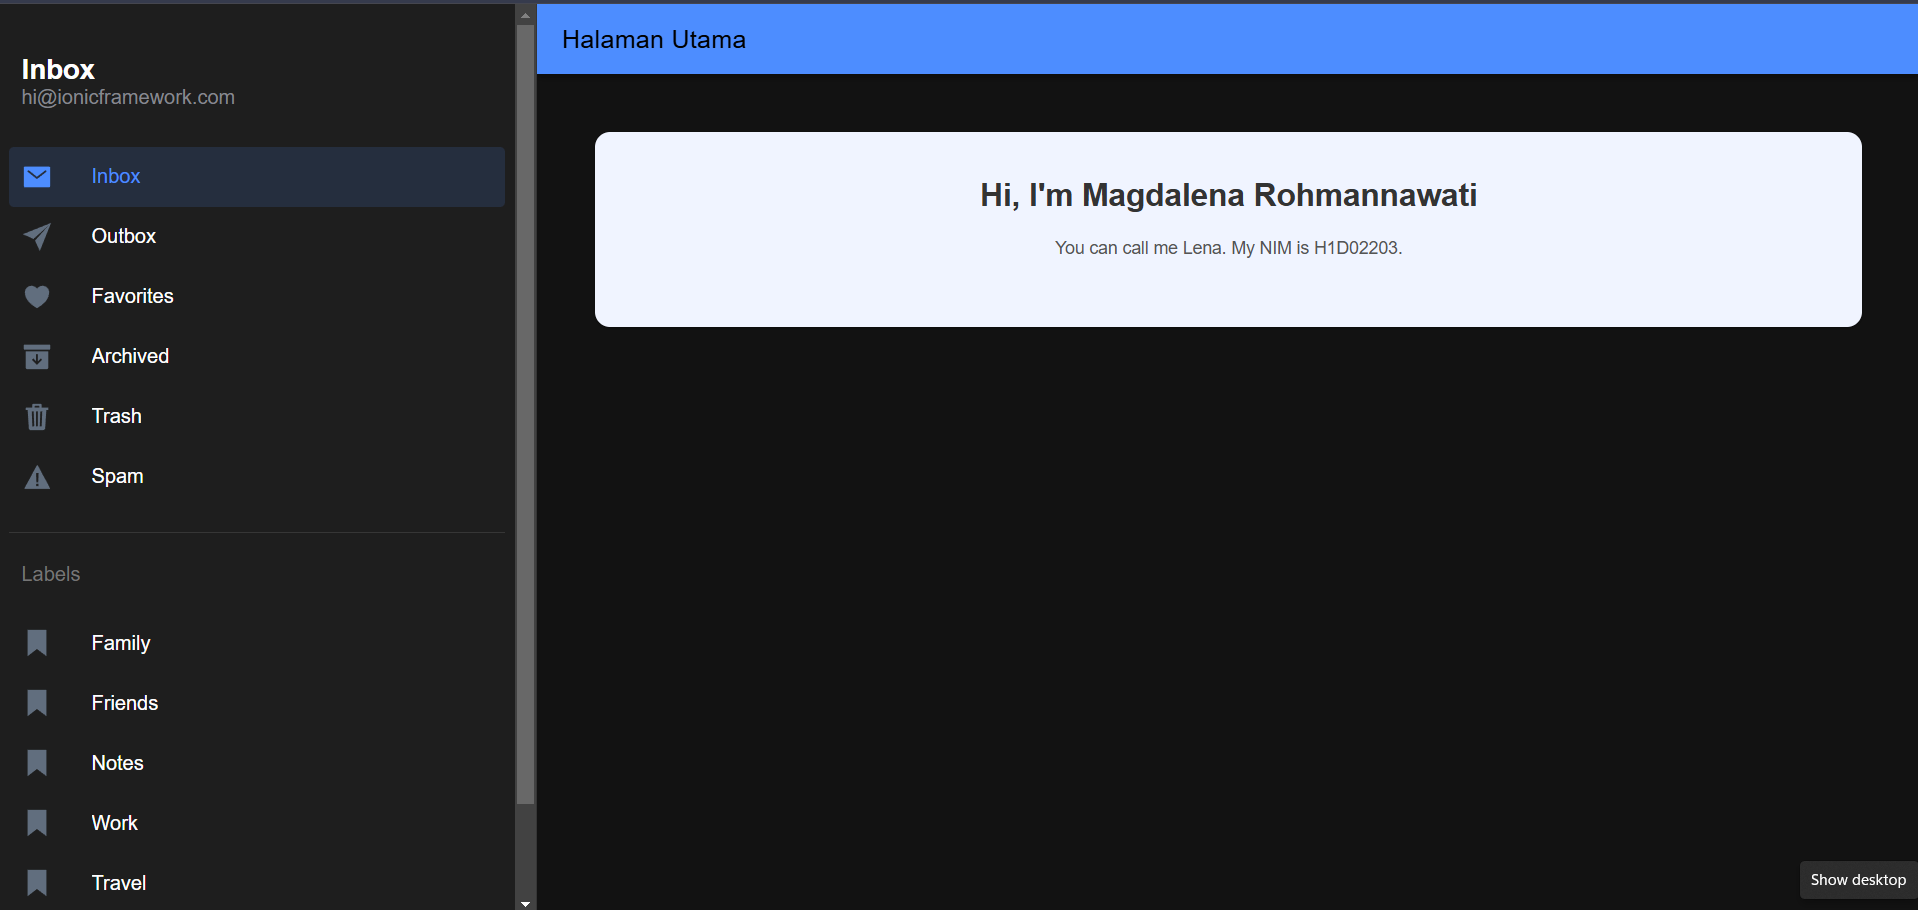 Inbox
hi@ionicframework.com
Inbox
Outbox
Favorites
Archived
Trash
Spam
Labels
Family
Friends
Notes
Work
Travel
Halaman Utama
Hi, I'm Magdalena Rohmannawati
You can call me Lena. My NIM is H1D02203.
Show desktop